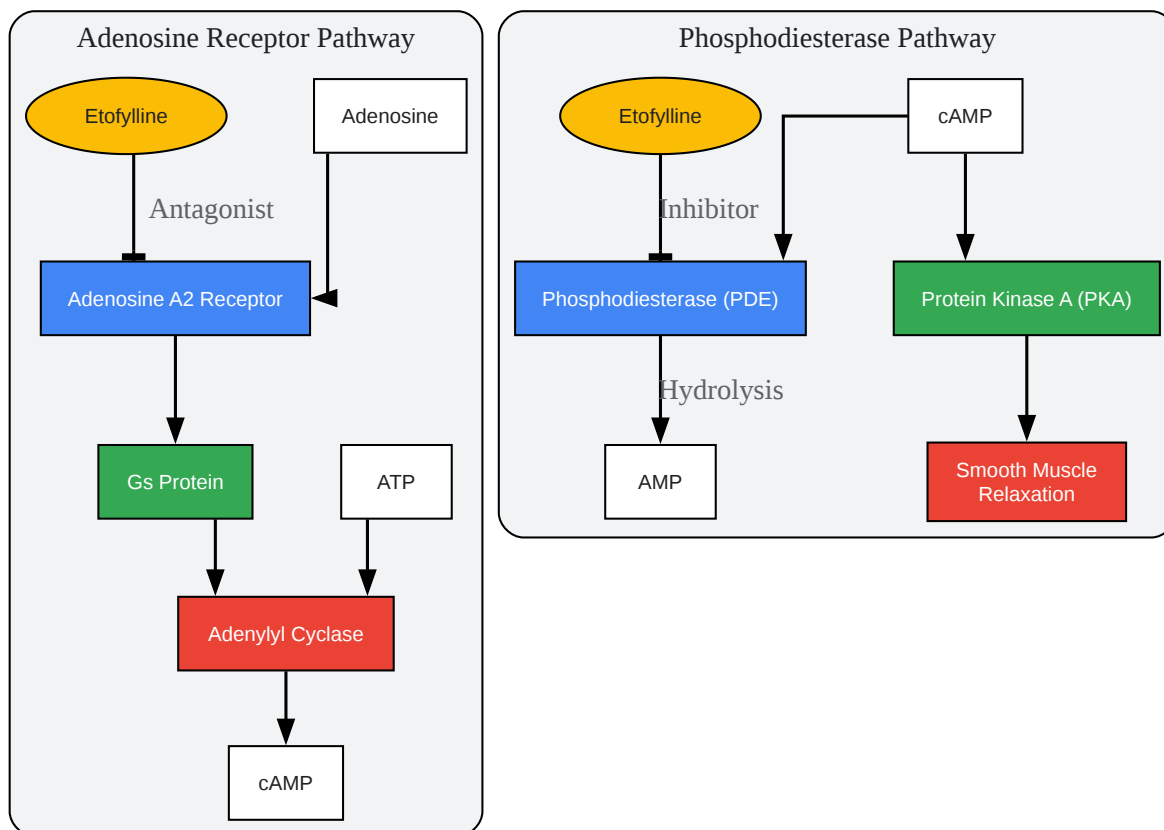 Adenosine Receptor Pathway
Etofylline
Adenosine
Antagonist
Adenosine A2 Receptor
Gs Protein
ATP
Adenylyl Cyclase
cAMP
Phosphodiesterase Pathway
Etofylline
cAMP
Inhibitor
Phosphodiesterase (PDE)
Protein Kinase A (PKA)
Hydrolysis
AMP
Smooth Muscle
Relaxation